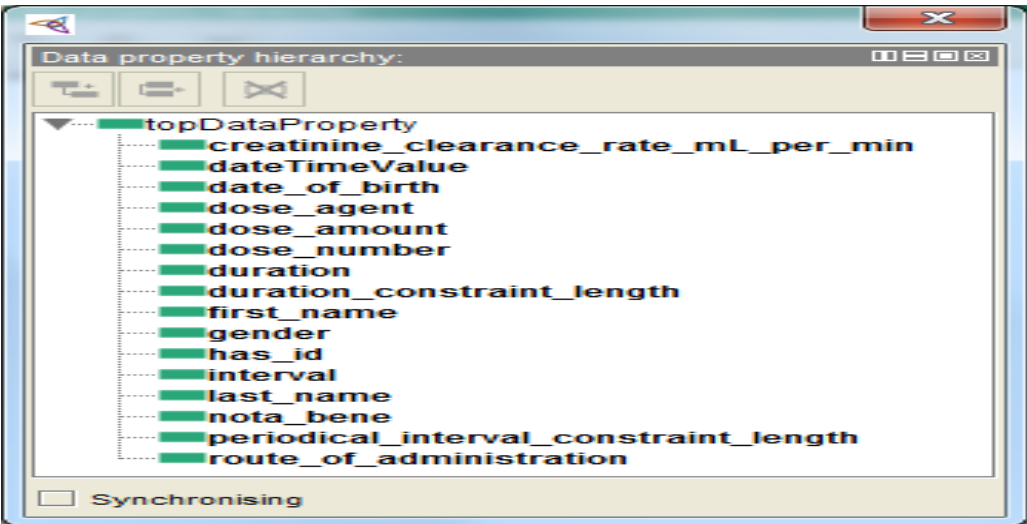 Data property hierarchy:
topDataProperty
creatinine_clearance_rate_mL_per_min
dateTimeValue
date_of_birth
dose_agent
dose_amount
dose_number
duration
duration_constraint_length
first_name
gender
has_id
interval
last_name
nota_bene
periodical_interval_constraint_length
route_of_administration
Synchronising